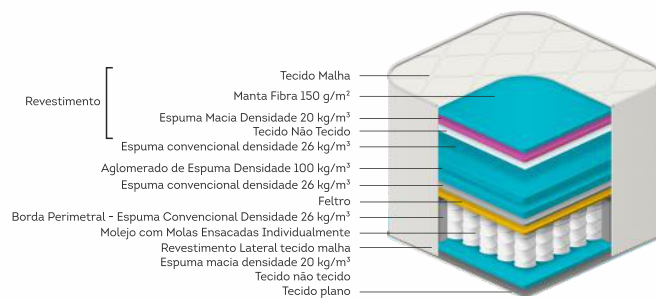 Tecido Malha
Manta Fibra 150 g/m²
Revestimento
Espuma Macia Densidade 20 kg/m³
Tecido Não Tecido
Espuma convencional densidade 26 kg/m³
Aglomerado de Espuma Densidade 100 kg/m³
Espuma convencional densidade 26 kg/m³
Feltro
Borda Perimetral - Espuma Convencional Densidade 26 kg/m³
Molejo com Molas Ensacadas Individualmente
Revestimento Lateral tecido malha
Espuma macia densidade 20 kg/m³
Tecido não tecido
Tecido plano